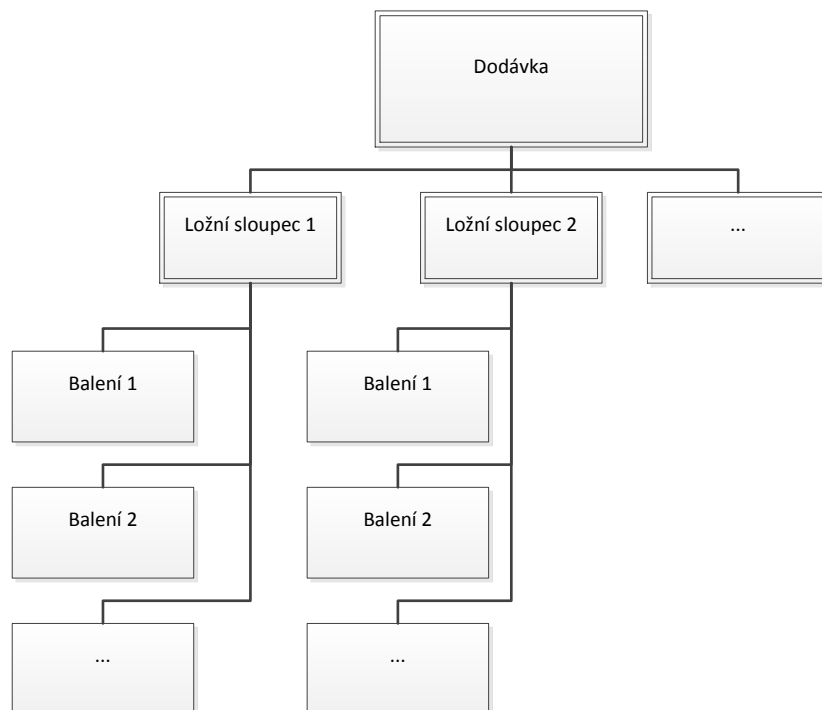 Dodávka
Ložní sloupec 1
Ložní sloupec 2
...
Balení 1
Balení 1
Balení 2
Balení 2
...
...